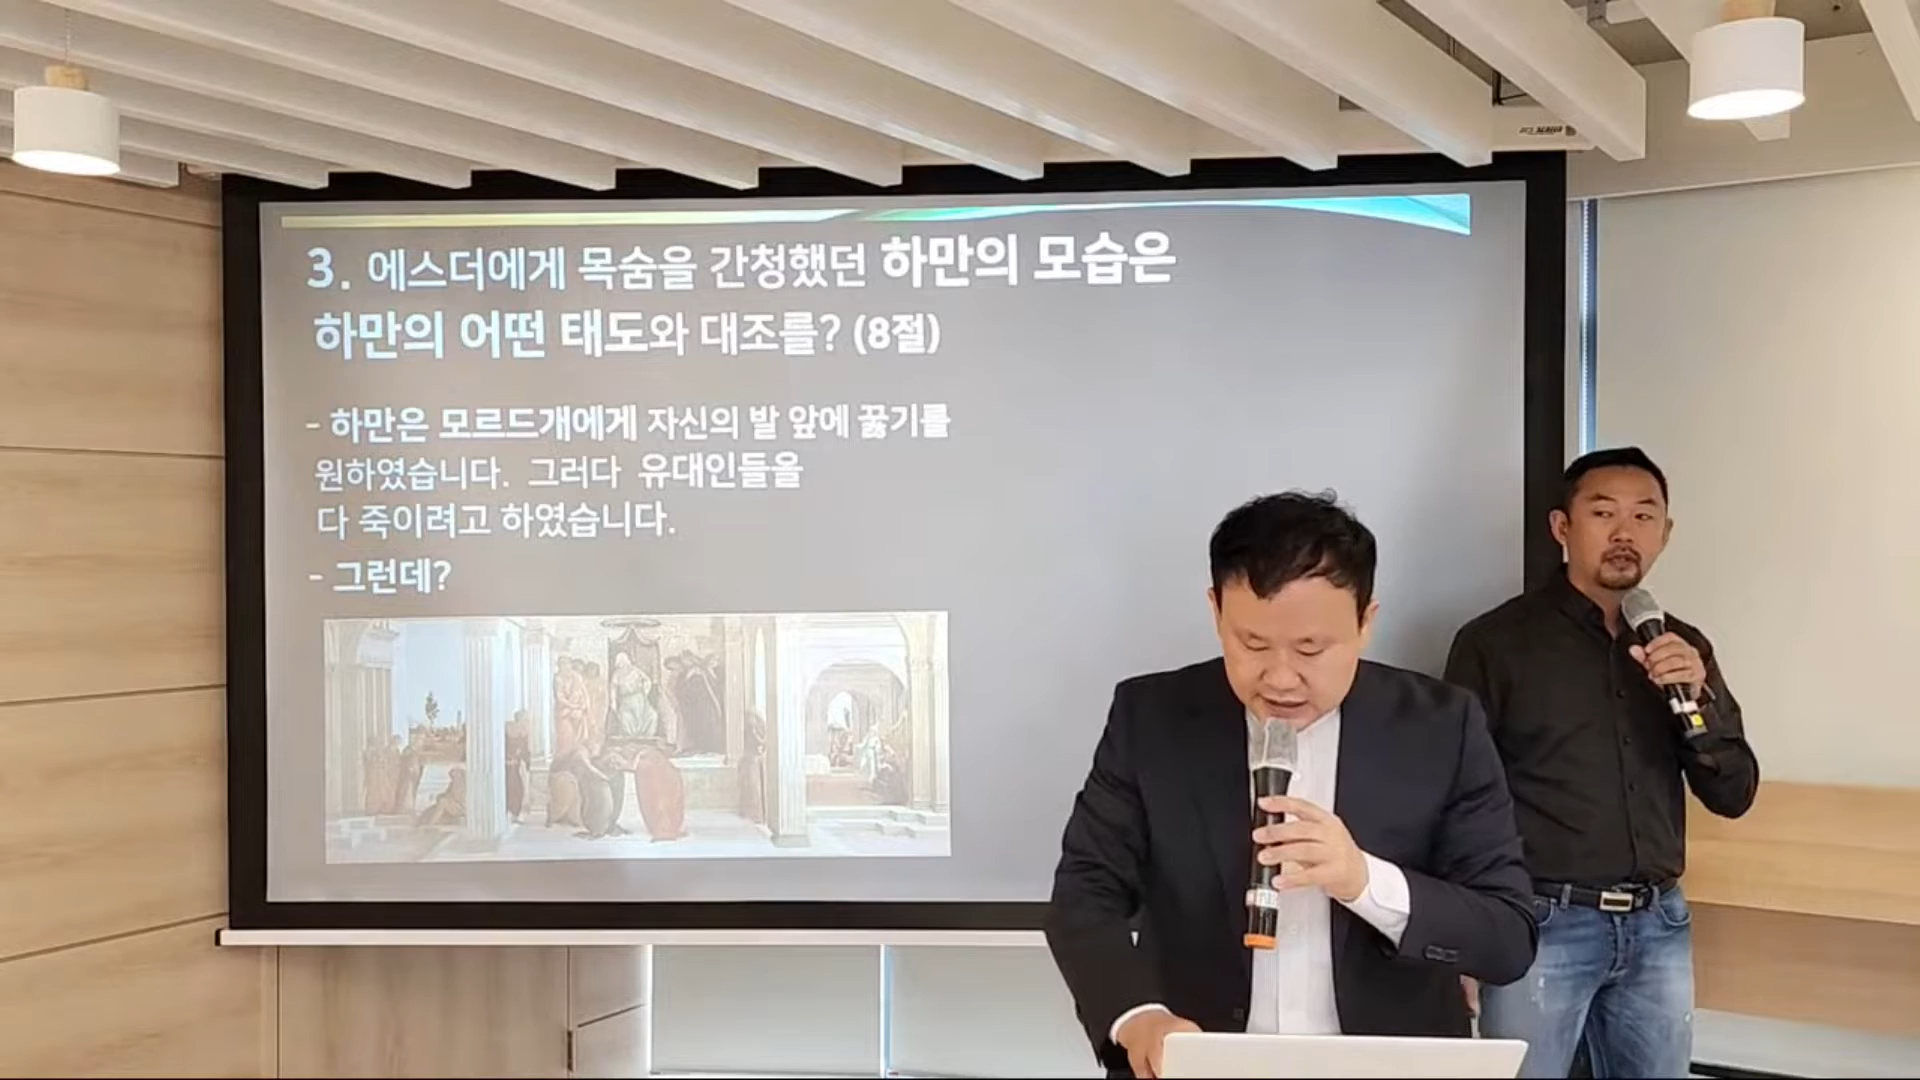 3. 에스더에게 목숨을 간청했던 하만의 모습은
하만의 어떤 태도와 대조를? (8절)
- 하만은 모르드개에게 자신의 발 앞에 꿇기를
원하였습니다. 그러다 유대인들올
다 죽이려고 하였습니다.
- 그런데?